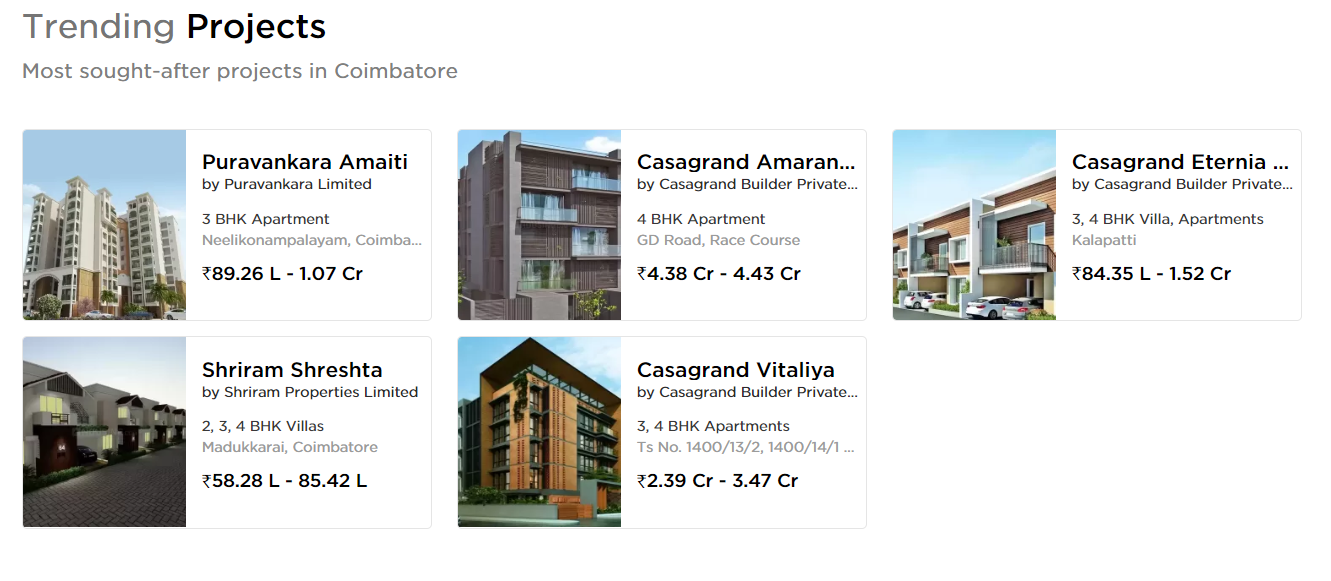 Trending Projects
Most sought-after projects in Coimbatore
Puravankara Amaiti
by Puravankara Limited
3 BHK Apartment
Neelikonampalayam, Coimba...
₹89.26 L - 1.07 Cr
Casagrand Amaran...
by Casagrand Builder Private...
4 BHK Apartment
GD Road, Race Course
₹4.38 Cr - 4.43 Cr
Casagrand Eternia ...
by Casagrand Builder Private...
3, 4 BHK Villa, Apartments
Kalapatti
₹84.35 L - 1.52 Cr
Shriram Shreshta
by Shriram Properties Limited
2, 3, 4 BHK Villas
Madukkarai, Coimbatore
₹58.28 L - 85.42 L
Casagrand Vitaliya
by Casagrand Builder Private...
3, 4 BHK Apartments
Ts No. 1400/13/2, 1400/14/1 ...
₹2.39 Cr - 3.47 Cr